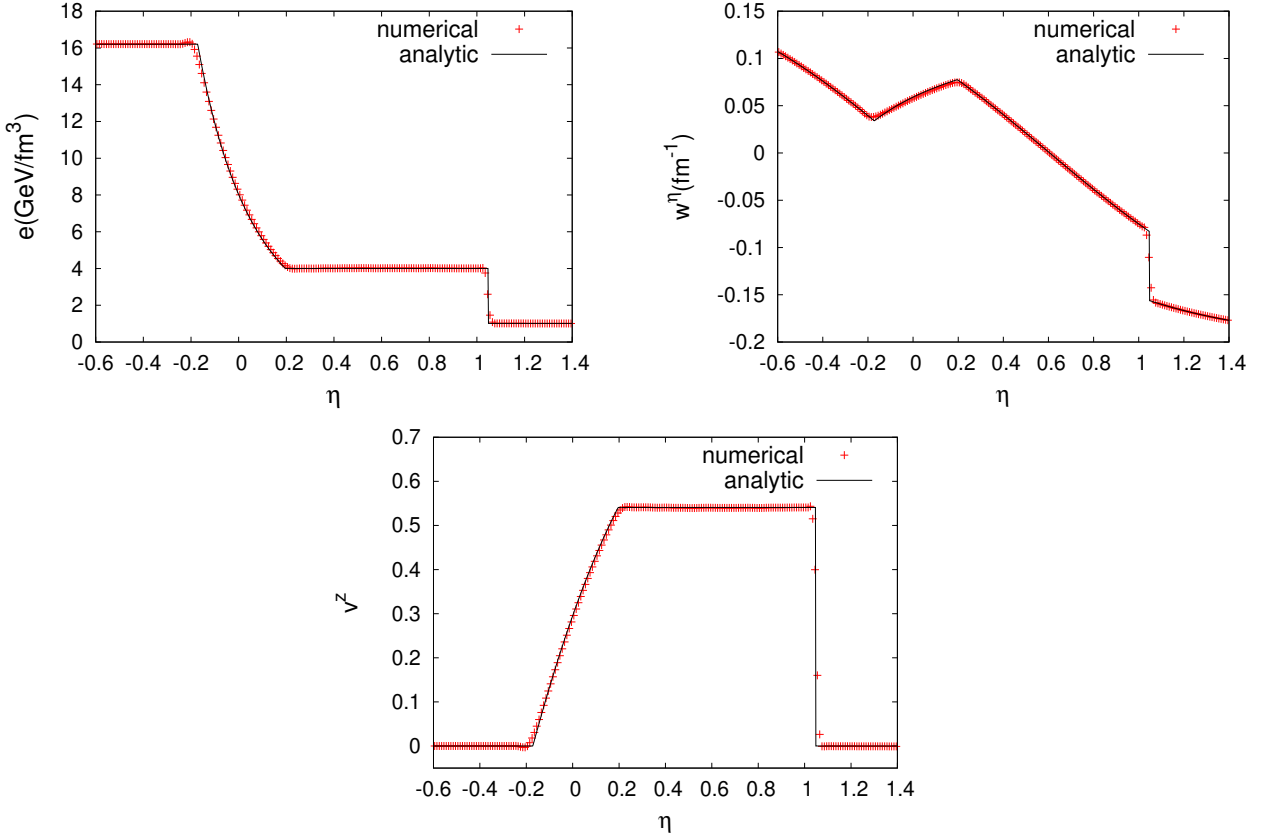 e(GeV/fm³)
18
16
14
12
10
8
6
4
2
0
numerical
analytic
-0.6 -0.4 -0.2 0 0.2 0.4 0.6 0.8 1 1.2 1.4
η
w^η(fm⁻¹)
0.15
0.1
0.05
0
-0.05
-0.1
-0.15
-0.2
numerical
analytic
-0.6 -0.4 -0.2 0 0.2 0.4 0.6 0.8 1 1.2 1.4
η
v^z
0.7
0.6
0.5
0.4
0.3
0.2
0.1
0
numerical
analytic
-0.6 -0.4 -0.2 0 0.2 0.4 0.6 0.8 1 1.2 1.4
η